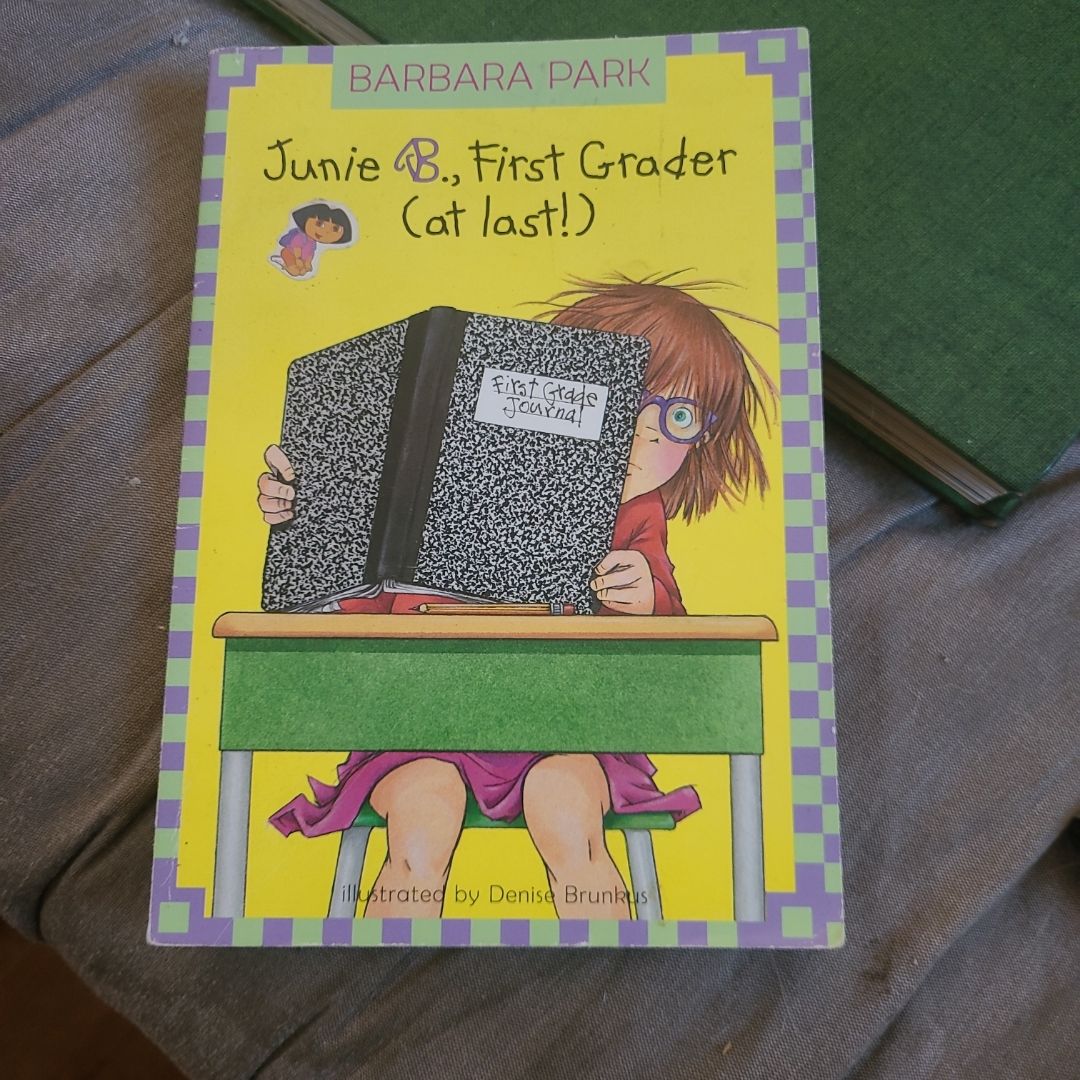 BARBARA PARK
Junie B., First Grader
(at last!)
First Grade
Journal
illustrated by Denise Brunkus